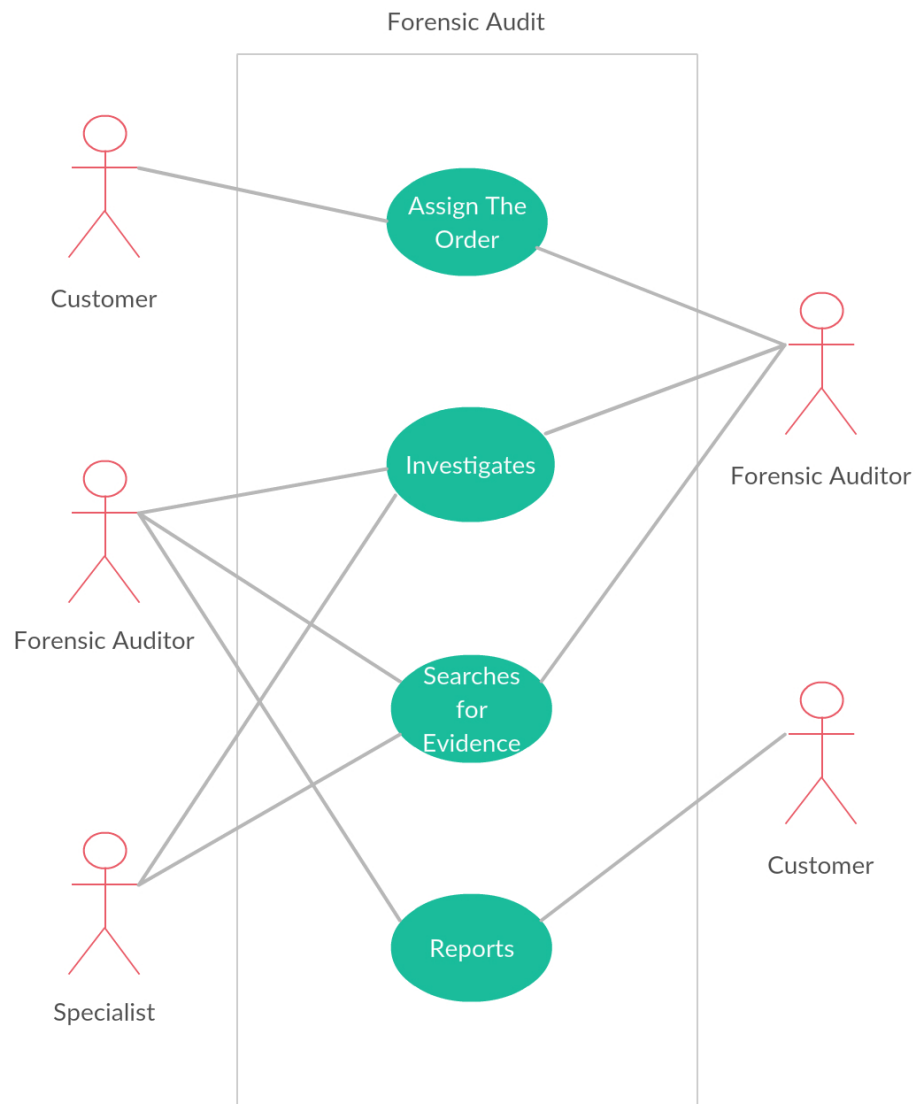 Forensic Audit
Assign The
Order
Customer
Investigates
Forensic Auditor
Forensic Auditor
Searches
for
Evidence
Customer
Reports
Specialist